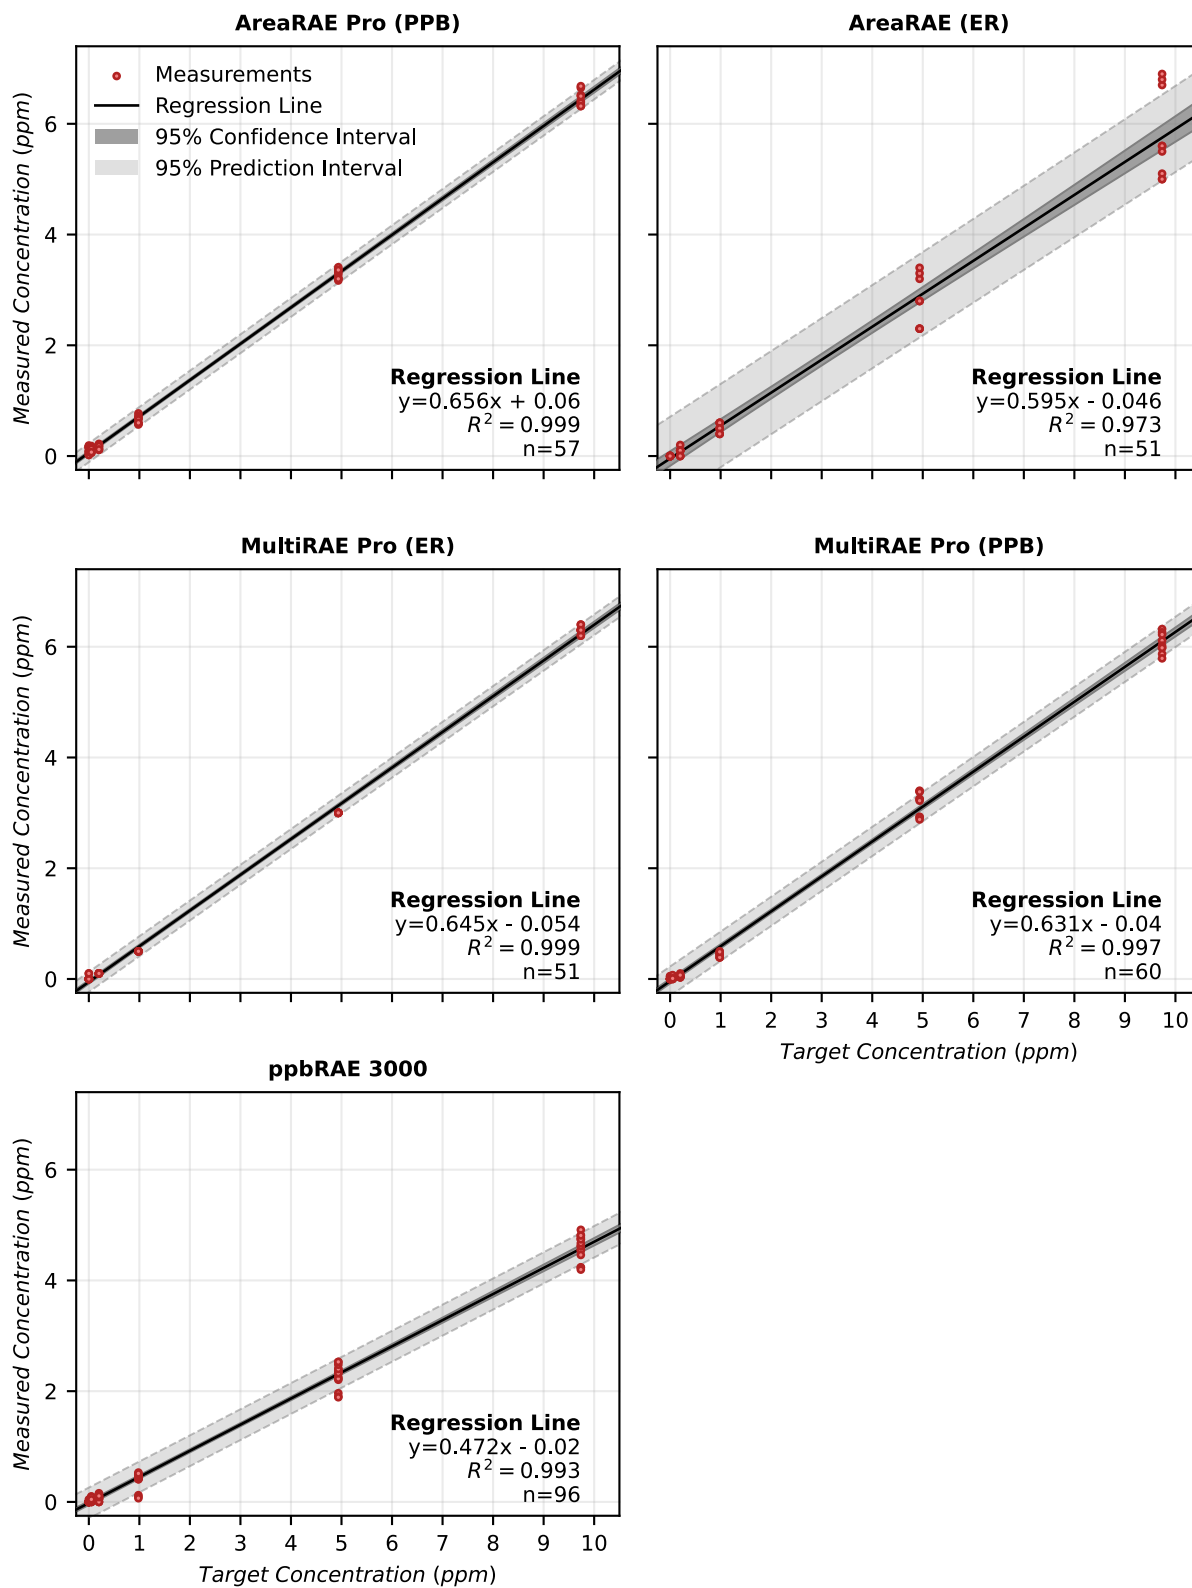 AreaRAE Pro (PPB)
Measured Concentration (ppm)
6
4
2
0
Measurements
Regression Line
95% Confidence Interval
95% Prediction Interval
Regression Line
y=0.656x + 0.06
R² = 0.999
n=57
AreaRAE (ER)
Regression Line
y=0.595x - 0.046
R² = 0.973
n=51
MultiRAE Pro (ER)
Measured Concentration (ppm)
6
4
2
0
Regression Line
y=0.645x - 0.054
R² = 0.999
n=51
MultiRAE Pro (PPB)
Regression Line
y=0.631x - 0.04
R² = 0.997
n=60
0 1 2 3 4 5 6 7 8 9 10
Target Concentration (ppm)
ppbRAE 3000
Measured Concentration (ppm)
6
4
2
0
Regression Line
y=0.472x - 0.02
R² = 0.993
n=96
0 1 2 3 4 5 6 7 8 9 10
Target Concentration (ppm)